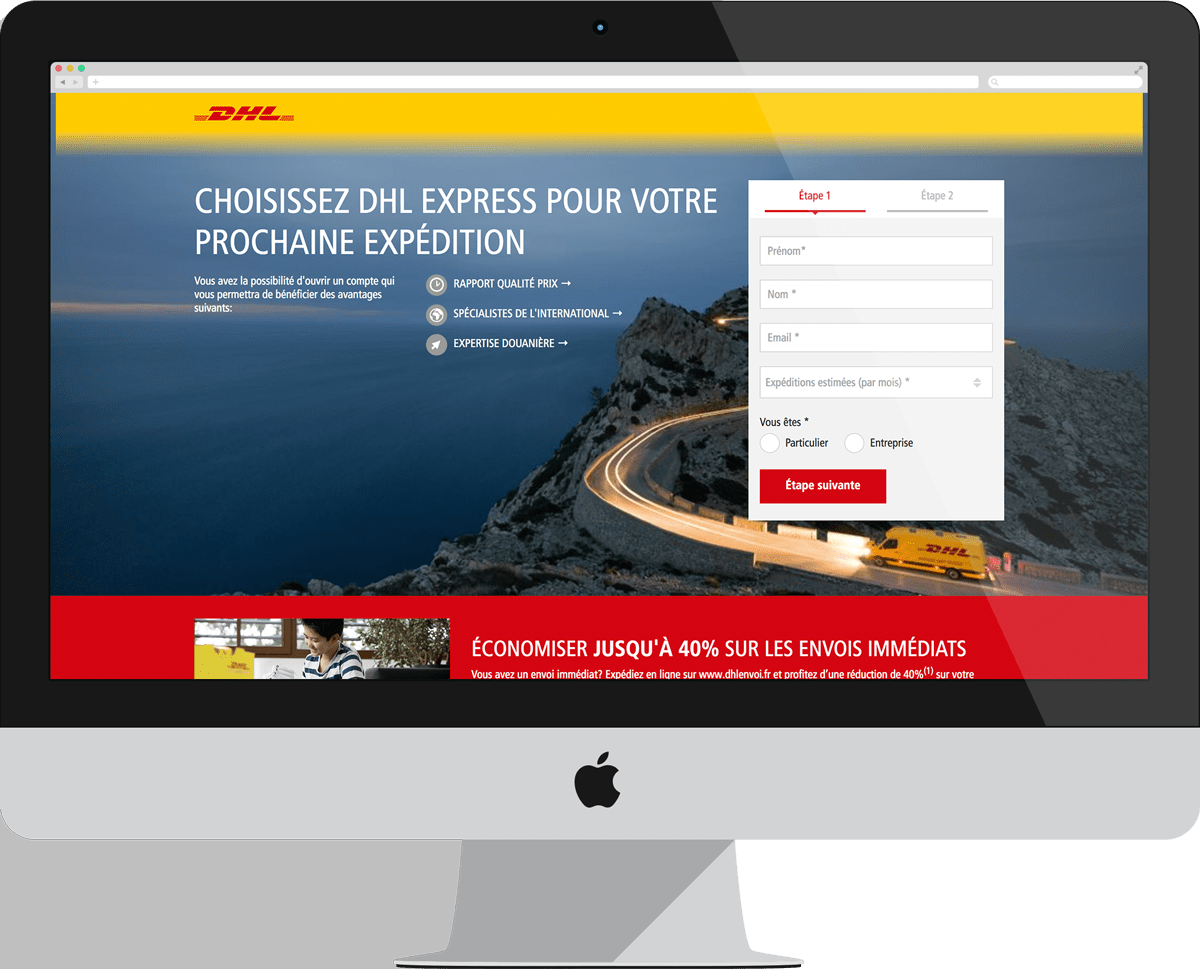 DHL
CHOISISSEZ DHL EXPRESS POUR VOTRE
PROCHAINE EXPÉDITION
Vous avez la possibilité d'ouvrir un compte qui
vous permettra de bénéficier des avantages
suivants:
RAPPORT QUALITÉ PRIX →
SPÉCIALISTES DE L'INTERNATIONAL →
EXPERTISE DOUANIÈRE →
Étape 1
Étape 2
Prénom*
Nom *
Email *
Expéditions estimées (par mois) *
Vous êtes *
Particulier
Entreprise
Étape suivante
DHL
DHL
ÉCONOMISER JUSQU'À 40% SUR LES ENVOIS IMMÉDIATS
Vous avez un envoi immédiat? Expédiez en ligne sur www.dhlenvoi.fr et profitez d’une réduction de 40%(1) sur votre